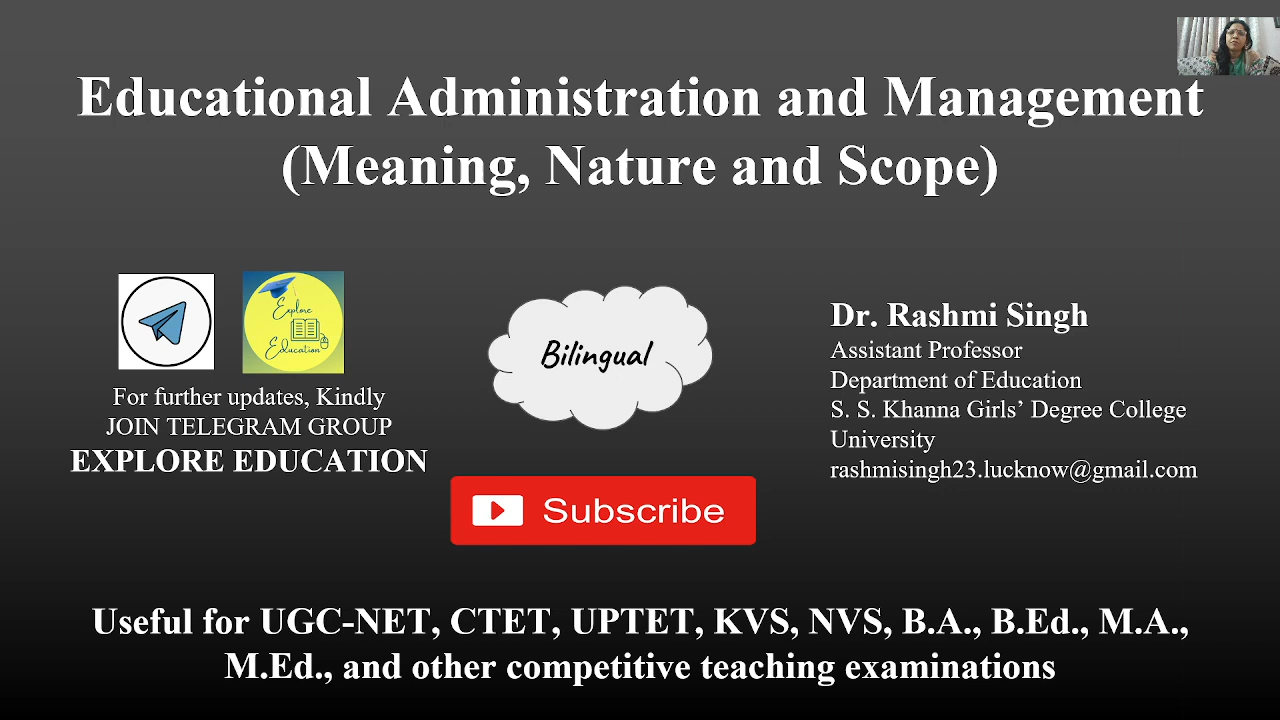 Educational Administration and Management
(Meaning, Nature and Scope)
Explore
Education
For further updates, Kindly
JOIN TELEGRAM GROUP
EXPLORE EDUCATION
Bilingual
Subscribe
Dr. Rashmi Singh
Assistant Professor
Department of Education
S. S. Khanna Girls’ Degree College
University
rashmisingh23.lucknow@gmail.com
Useful for UGC-NET, CTET, UPTET, KVS, NVS, B.A., B.Ed., M.A.,
M.Ed., and other competitive teaching examinations